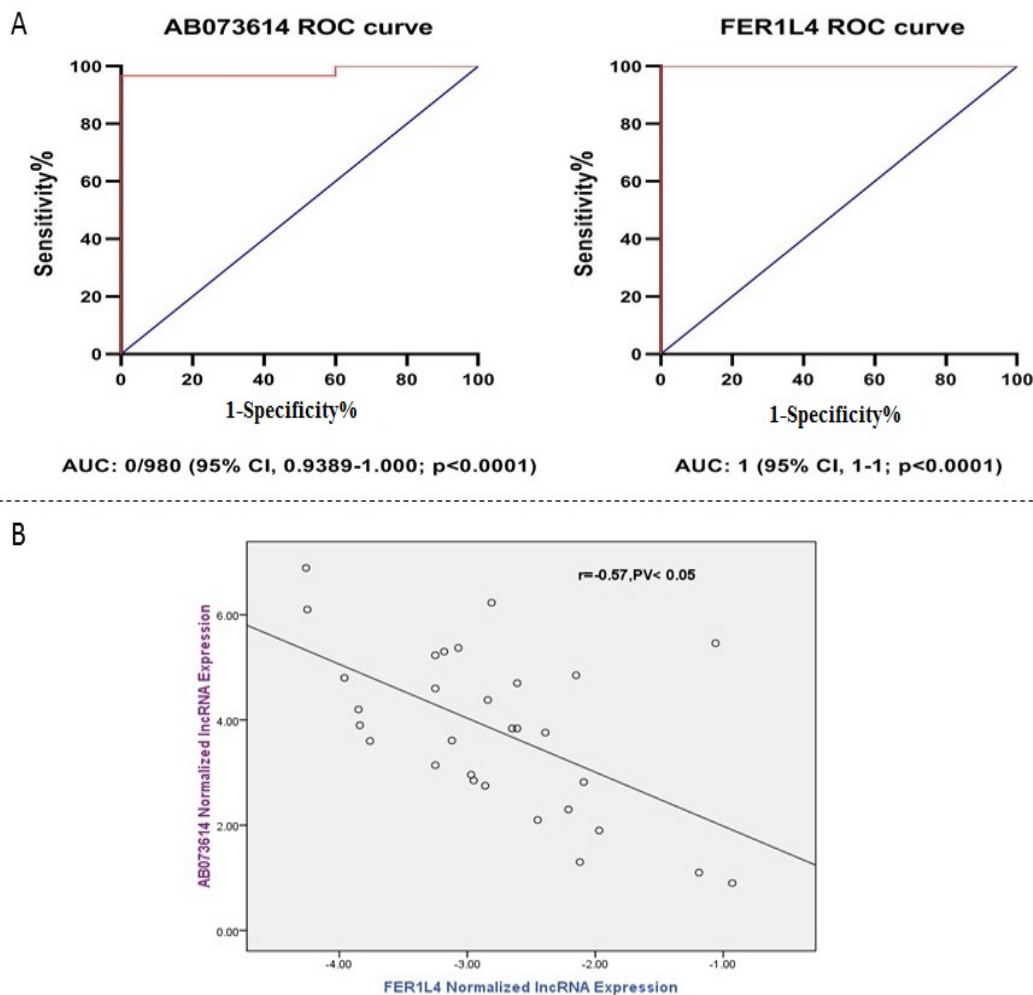 A
AB073614 ROC curve
FER1L4 ROC curve
Sensitivity%
100
80
60
40
20
0
0 20 40 60 80 100
1-Specificity%
Sensitivity%
100
80
60
40
20
0
0 20 40 60 80 100
1-Specificity%
AUC: 0/980 (95% CI, 0.9389-1.000; p<0.0001)
AUC: 1 (95% CI, 1-1; p<0.0001)
B
r=-0.57,PV< 0.05
AB073614 Normalized lncRNA Expression
6.00
4.00
2.00
0.00
-4.00 -3.00 -2.00 -1.00
FER1L4 Normalized lncRNA Expression